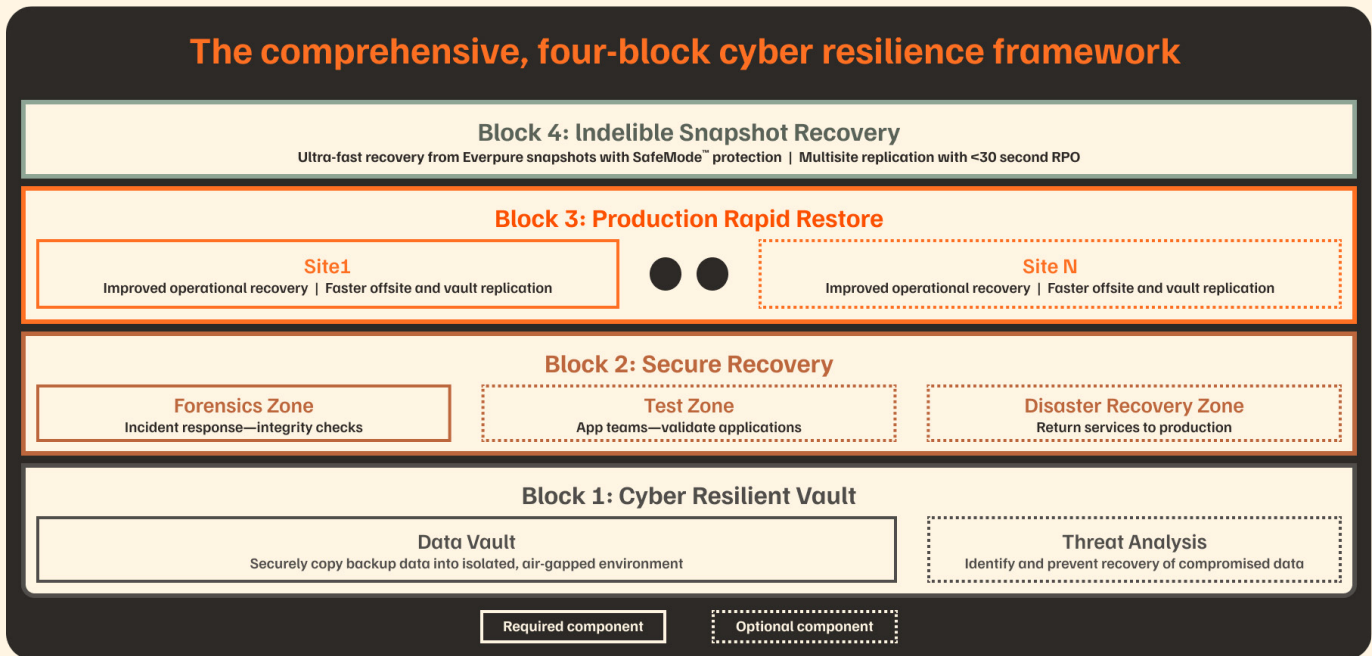 The comprehensive, four-block cyber resilience framework
Block 4: Indelible Snapshot Recovery
Ultra-fast recovery from Everpure snapshots with SafeMode™ protection | Multisite replication with <30 second RPO
Block 3: Production Rapid Restore
Site1
Improved operational recovery | Faster offsite and vault replication
Site N
Improved operational recovery | Faster offsite and vault replication
Block 2: Secure Recovery
Forensics Zone
Incident response—integrity checks
Test Zone
App teams—validate applications
Disaster Recovery Zone
Return services to production
Block 1: Cyber Resilient Vault
Data Vault
Securely copy backup data into isolated, air-gapped environment
Threat Analysis
Identify and prevent recovery of compromised data
Required component
Optional component